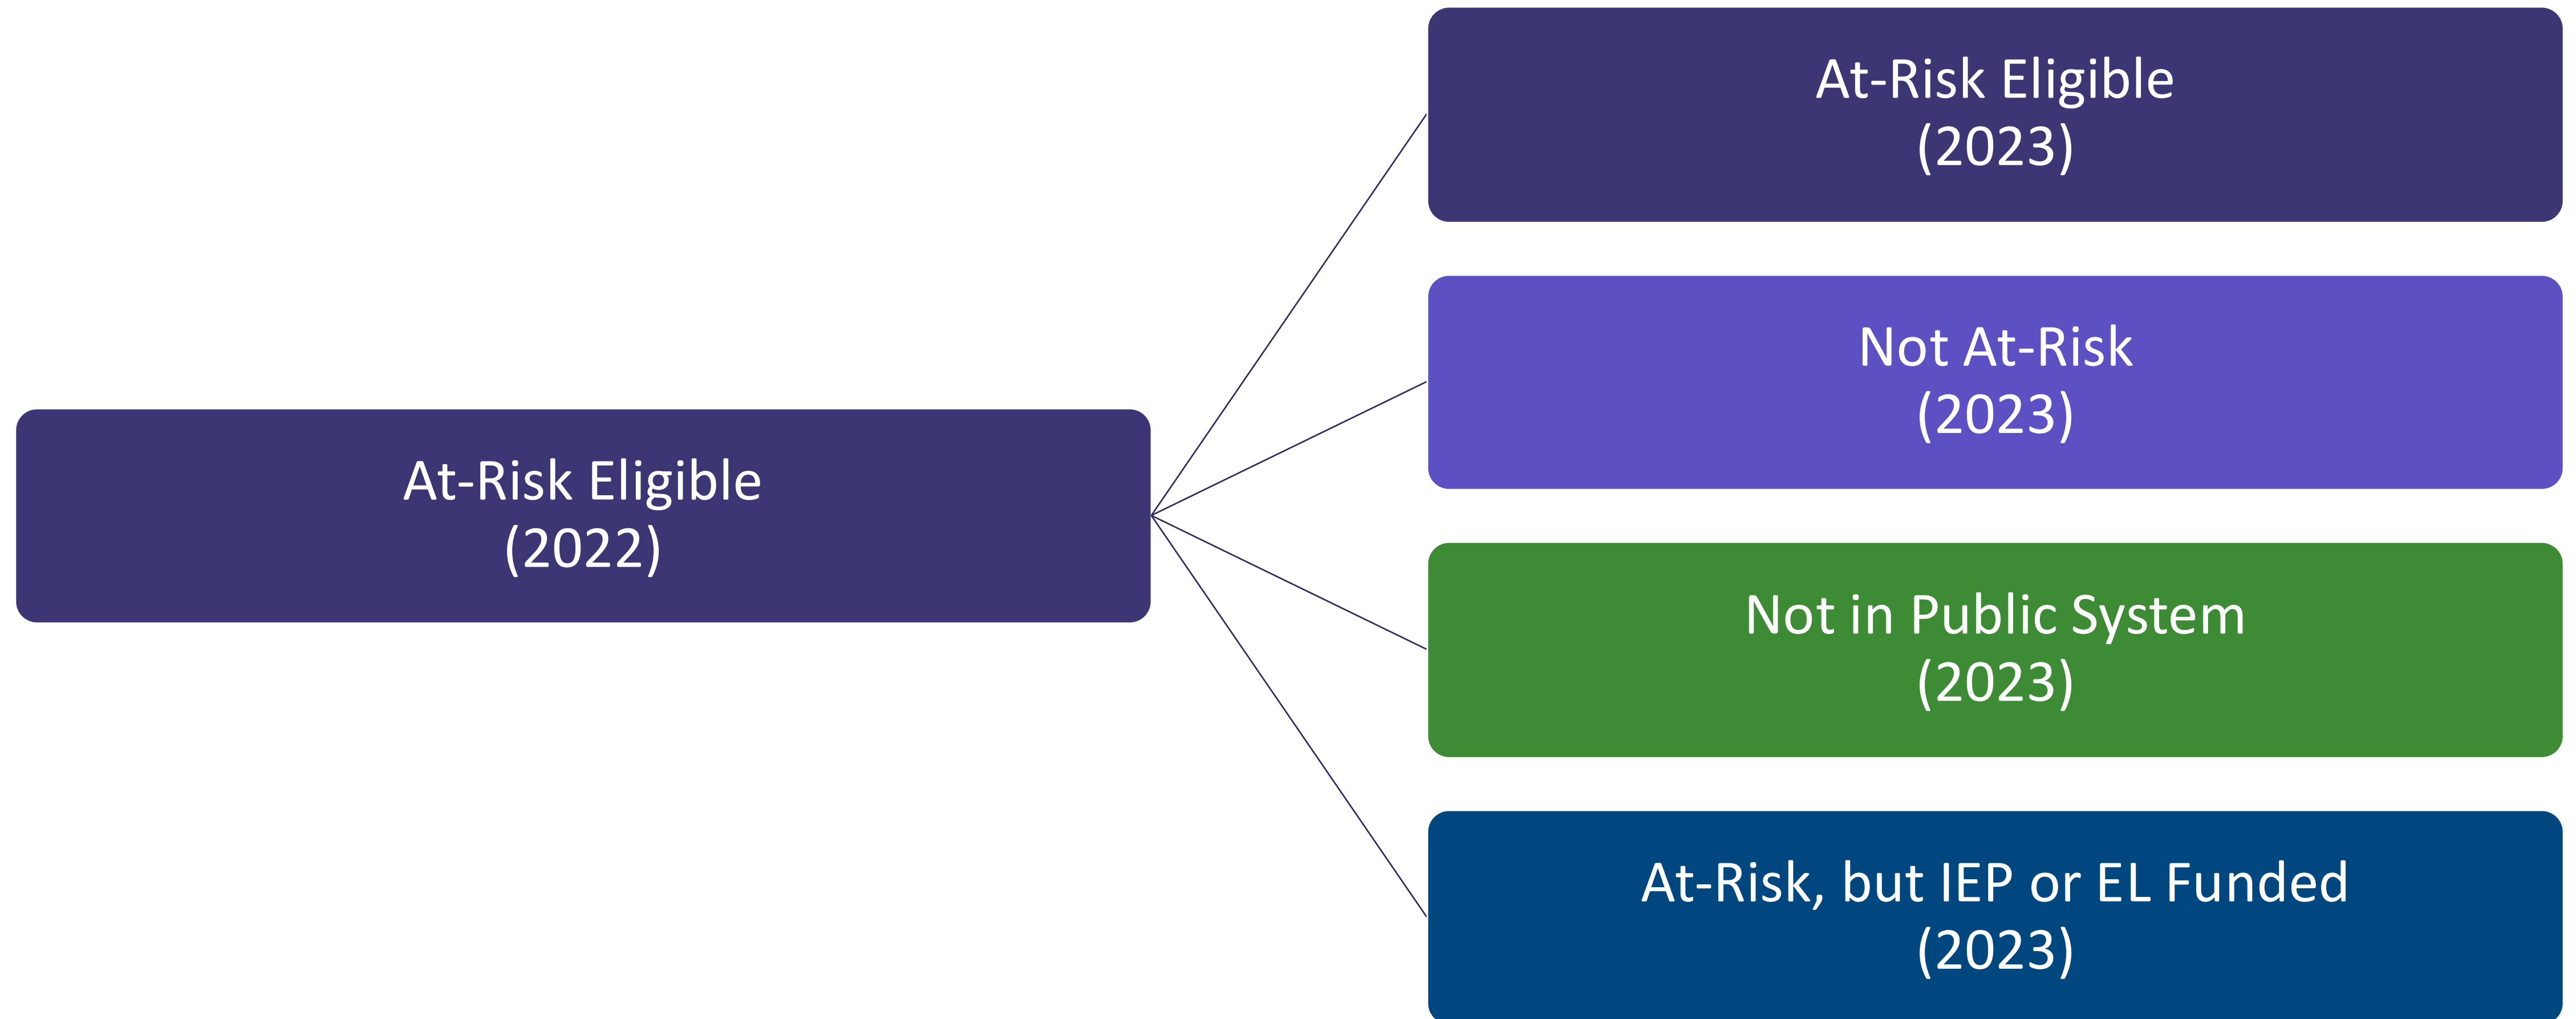 At-Risk Eligible
(2022)
At-Risk Eligible
(2023)
Not At-Risk
(2023)
Not in Public System
(2023)
At-Risk, but IEP or EL Funded
(2023)